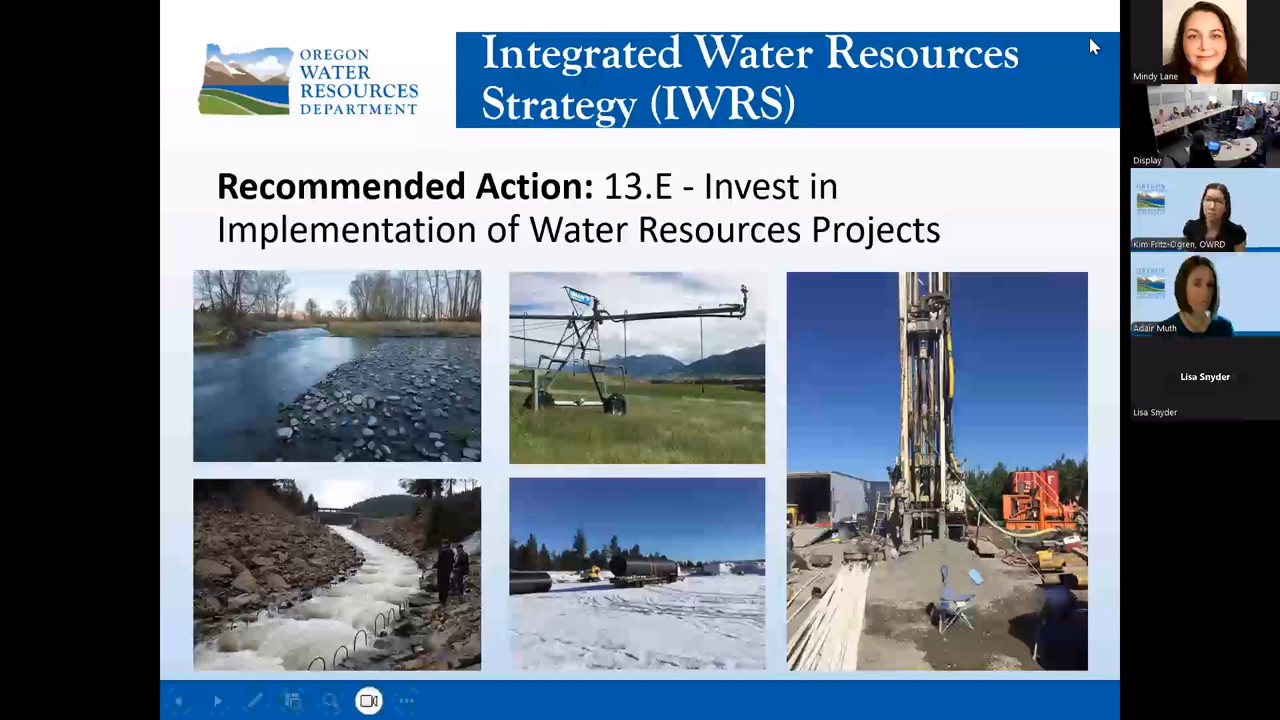 OREGON
WATER
RESOURCES
DEPARTMENT
Integrated Water Resources
Strategy (IWRS)
Recommended Action: 13.E - Invest in
Implementation of Water Resources Projects
Mindy Lane
Display
Kim Fritz-Ogren, OWRD
Adair Muth
Lisa Snyder
Lisa Snyder